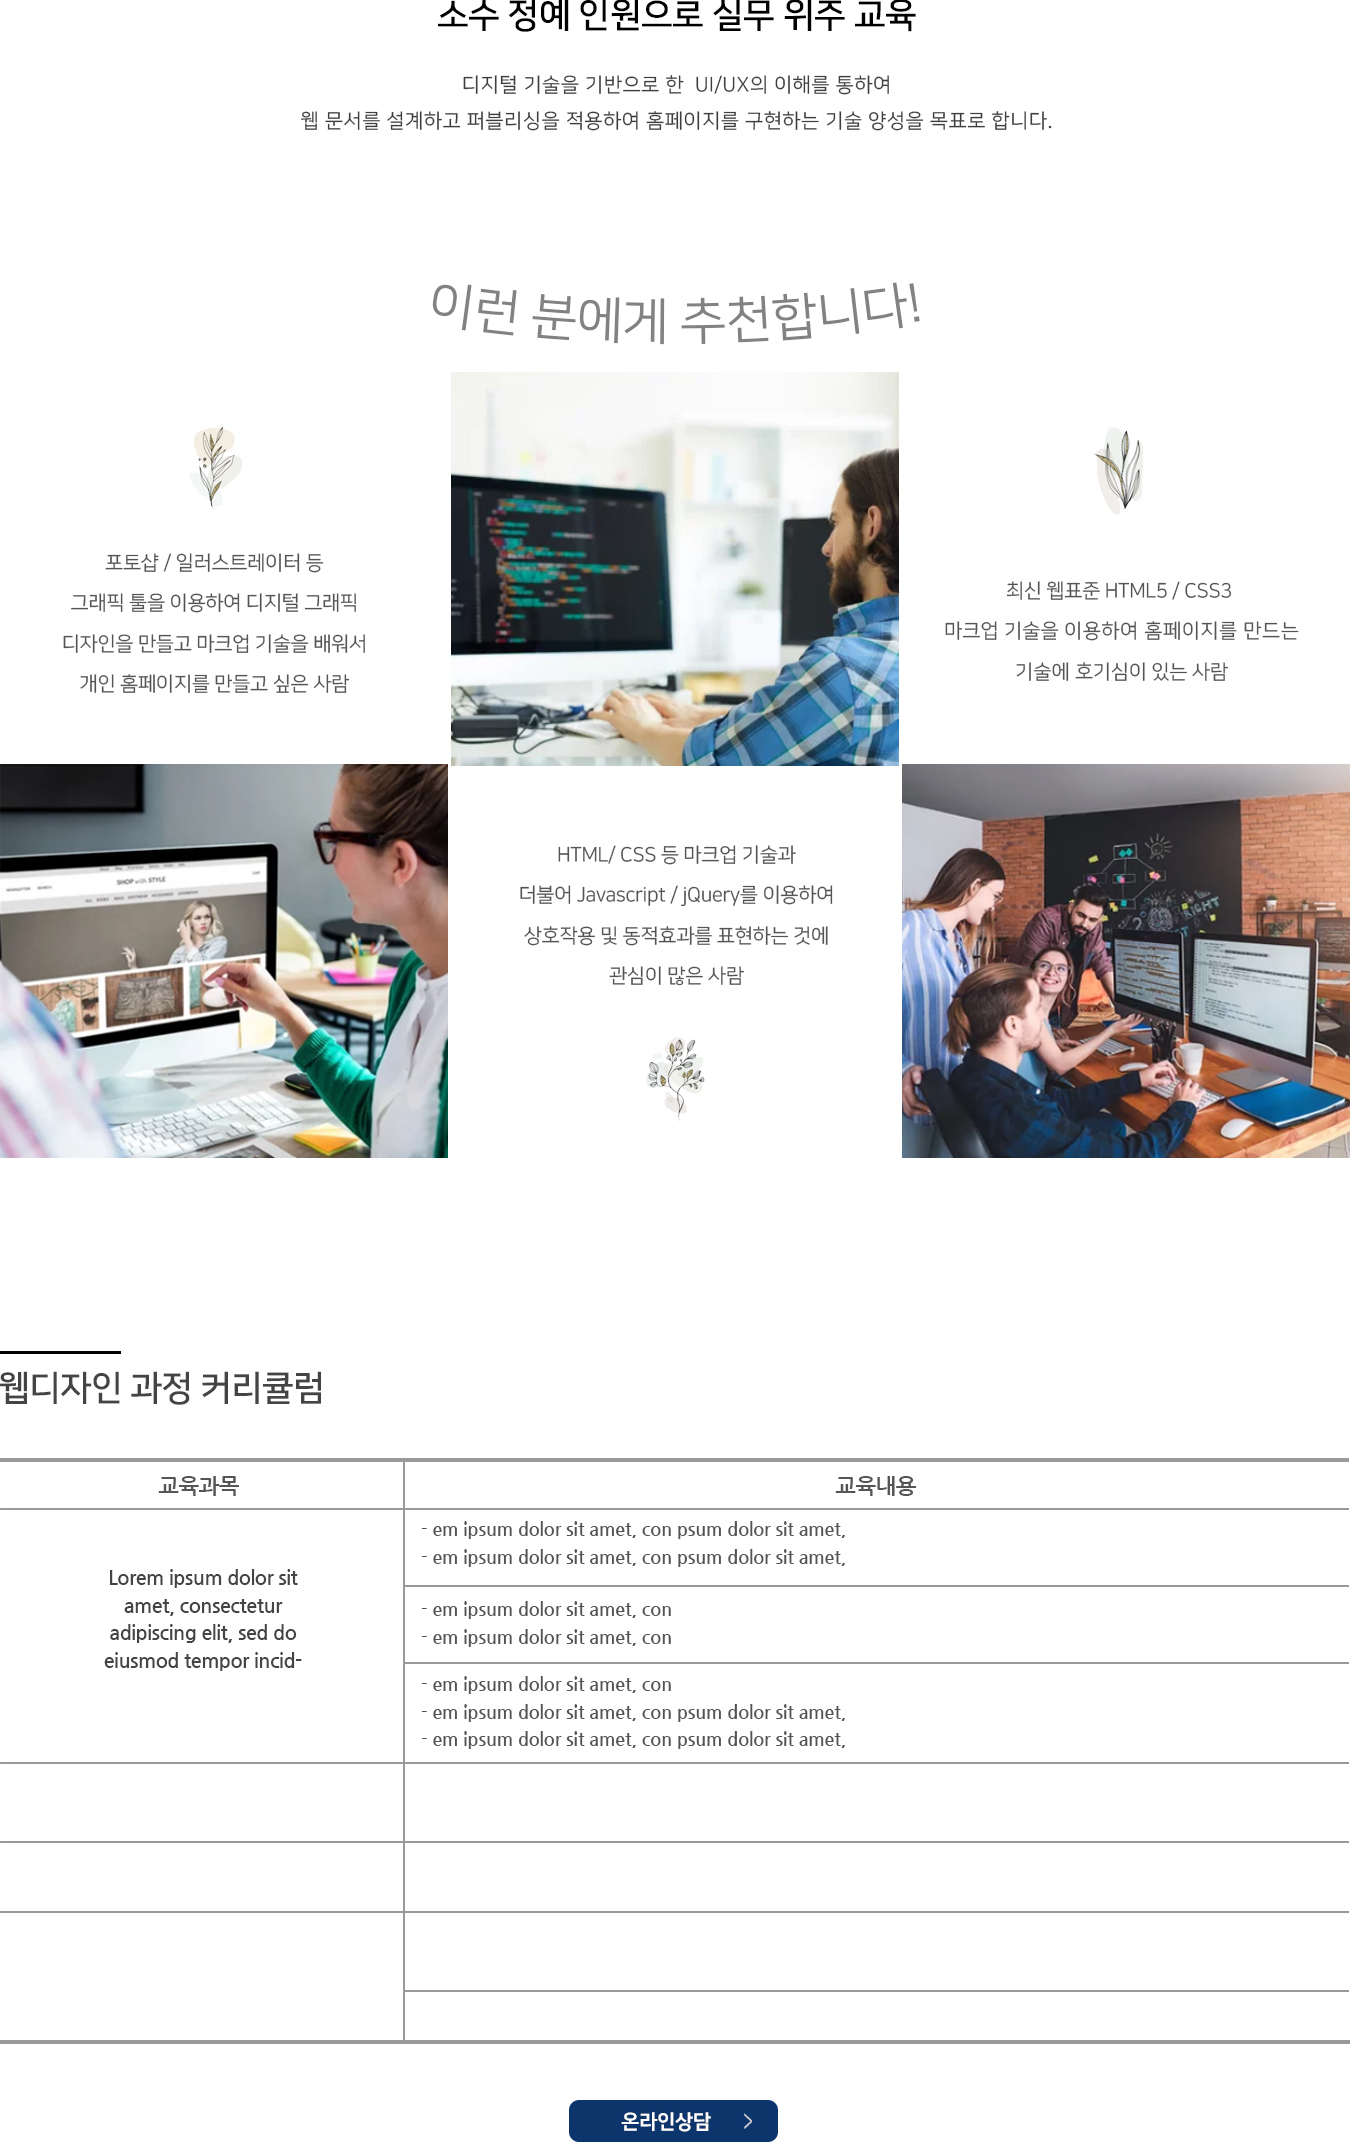 소수 정예 인원으로 실무 위주 교육
디지털 기술을 기반으로 한 UI/UX의 이해를 통하여
웹 문서를 설계하고 퍼블리싱을 적용하여 홈페이지를 구현하는 기술 양성을 목표로 합니다.
이런 분에게 추천합니다!
포토샵 / 일러스트레이터 등
그래픽 툴을 이용하여 디지털 그래픽
디자인을 만들고 마크업 기술을 배워서
개인 홈페이지를 만들고 싶은 사람
최신 웹표준 HTML5 / CSS3
마크업 기술을 이용하여 홈페이지를 만드는
기술에 호기심이 있는 사람
SHOP with STYLE
HTML/ CSS 등 마크업 기술과
더불어 Javascript / jQuery를 이용하여
상호작용 및 동적효과를 표현하는 것에
관심이 많은 사람
RIGHT
웹디자인 과정 커리큘럼
교육과목
교육내용
Lorem ipsum dolor sit
amet, consectetur
adipiscing elit, sed do
eiusmod tempor incid-
- em ipsum dolor sit amet, con psum dolor sit amet,
- em ipsum dolor sit amet, con psum dolor sit amet,
- em ipsum dolor sit amet, con
- em ipsum dolor sit amet, con
- em ipsum dolor sit amet, con
- em ipsum dolor sit amet, con psum dolor sit amet,
- em ipsum dolor sit amet, con psum dolor sit amet,
온라인상담 >